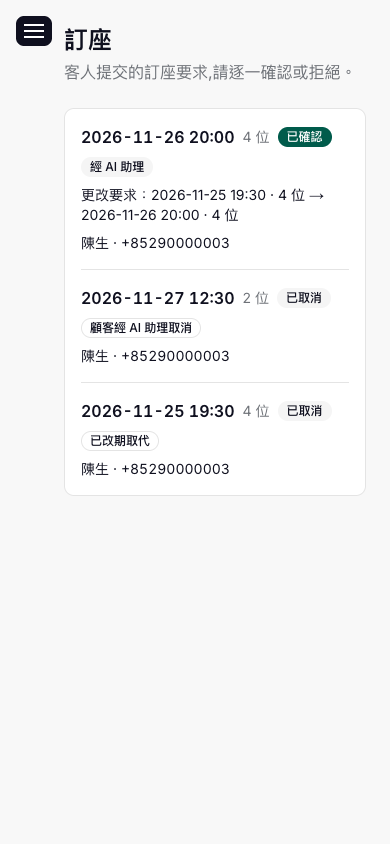 訂座
客人提交的訂座要求,請逐一確認或拒絕。
2026-11-26 20:00 4 位 已確認
經 AI 助理
更改要求：2026-11-25 19:30 · 4 位 →
2026-11-26 20:00 · 4 位
陳生 · +85290000003
2026-11-27 12:30 2 位 已取消
顧客經 AI 助理取消
陳生 · +85290000003
2026-11-25 19:30 4 位 已取消
已改期取代
陳生 · +85290000003